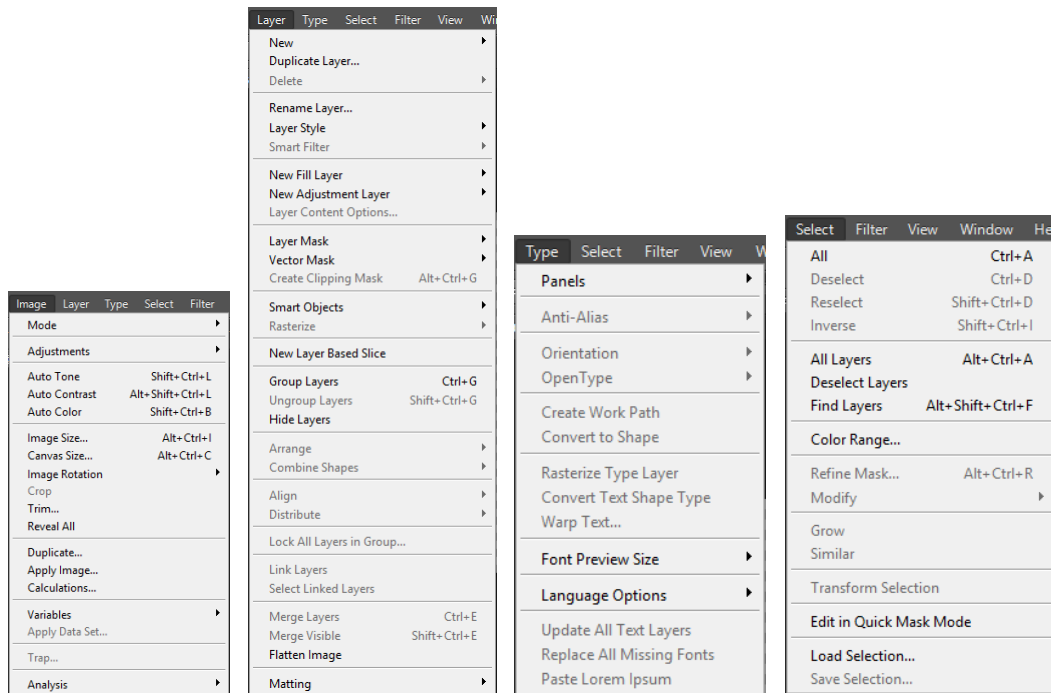 Image Layer Type Select Filter
Mode
Adjustments
Auto Tone Shift+Ctrl+L
Auto Contrast Alt+Shift+Ctrl+L
Auto Color Shift+Ctrl+B
Image Size... Alt+Ctrl+I
Canvas Size... Alt+Ctrl+C
Image Rotation
Crop
Trim...
Reveal All
Duplicate...
Apply Image...
Calculations...
Variables
Apply Data Set...
Trap...
Analysis
Layer Type Select Filter View Wi
New
Duplicate Layer...
Delete
Rename Layer...
Layer Style
Smart Filter
New Fill Layer
New Adjustment Layer
Layer Content Options...
Layer Mask
Vector Mask
Create Clipping Mask Alt+Ctrl+G
Smart Objects
Rasterize
New Layer Based Slice
Group Layers Ctrl+G
Ungroup Layers Shift+Ctrl+G
Hide Layers
Arrange
Combine Shapes
Align
Distribute
Lock All Layers in Group...
Link Layers
Select Linked Layers
Merge Layers Ctrl+E
Merge Visible Shift+Ctrl+E
Flatten Image
Matting
Type Select Filter View W
Panels
Anti-Alias
Orientation
OpenType
Create Work Path
Convert to Shape
Rasterize Type Layer
Convert Text Shape Type
Warp Text...
Font Preview Size
Language Options
Update All Text Layers
Replace All Missing Fonts
Paste Lorem Ipsum
Select Filter View Window He
All Ctrl+A
Deselect Ctrl+D
Reselect Shift+Ctrl+D
Inverse Shift+Ctrl+I
All Layers Alt+Ctrl+A
Deselect Layers
Find Layers Alt+Shift+Ctrl+F
Color Range...
Refine Mask... Alt+Ctrl+R
Modify
Grow
Similar
Transform Selection
Edit in Quick Mask Mode
Load Selection...
Save Selection...